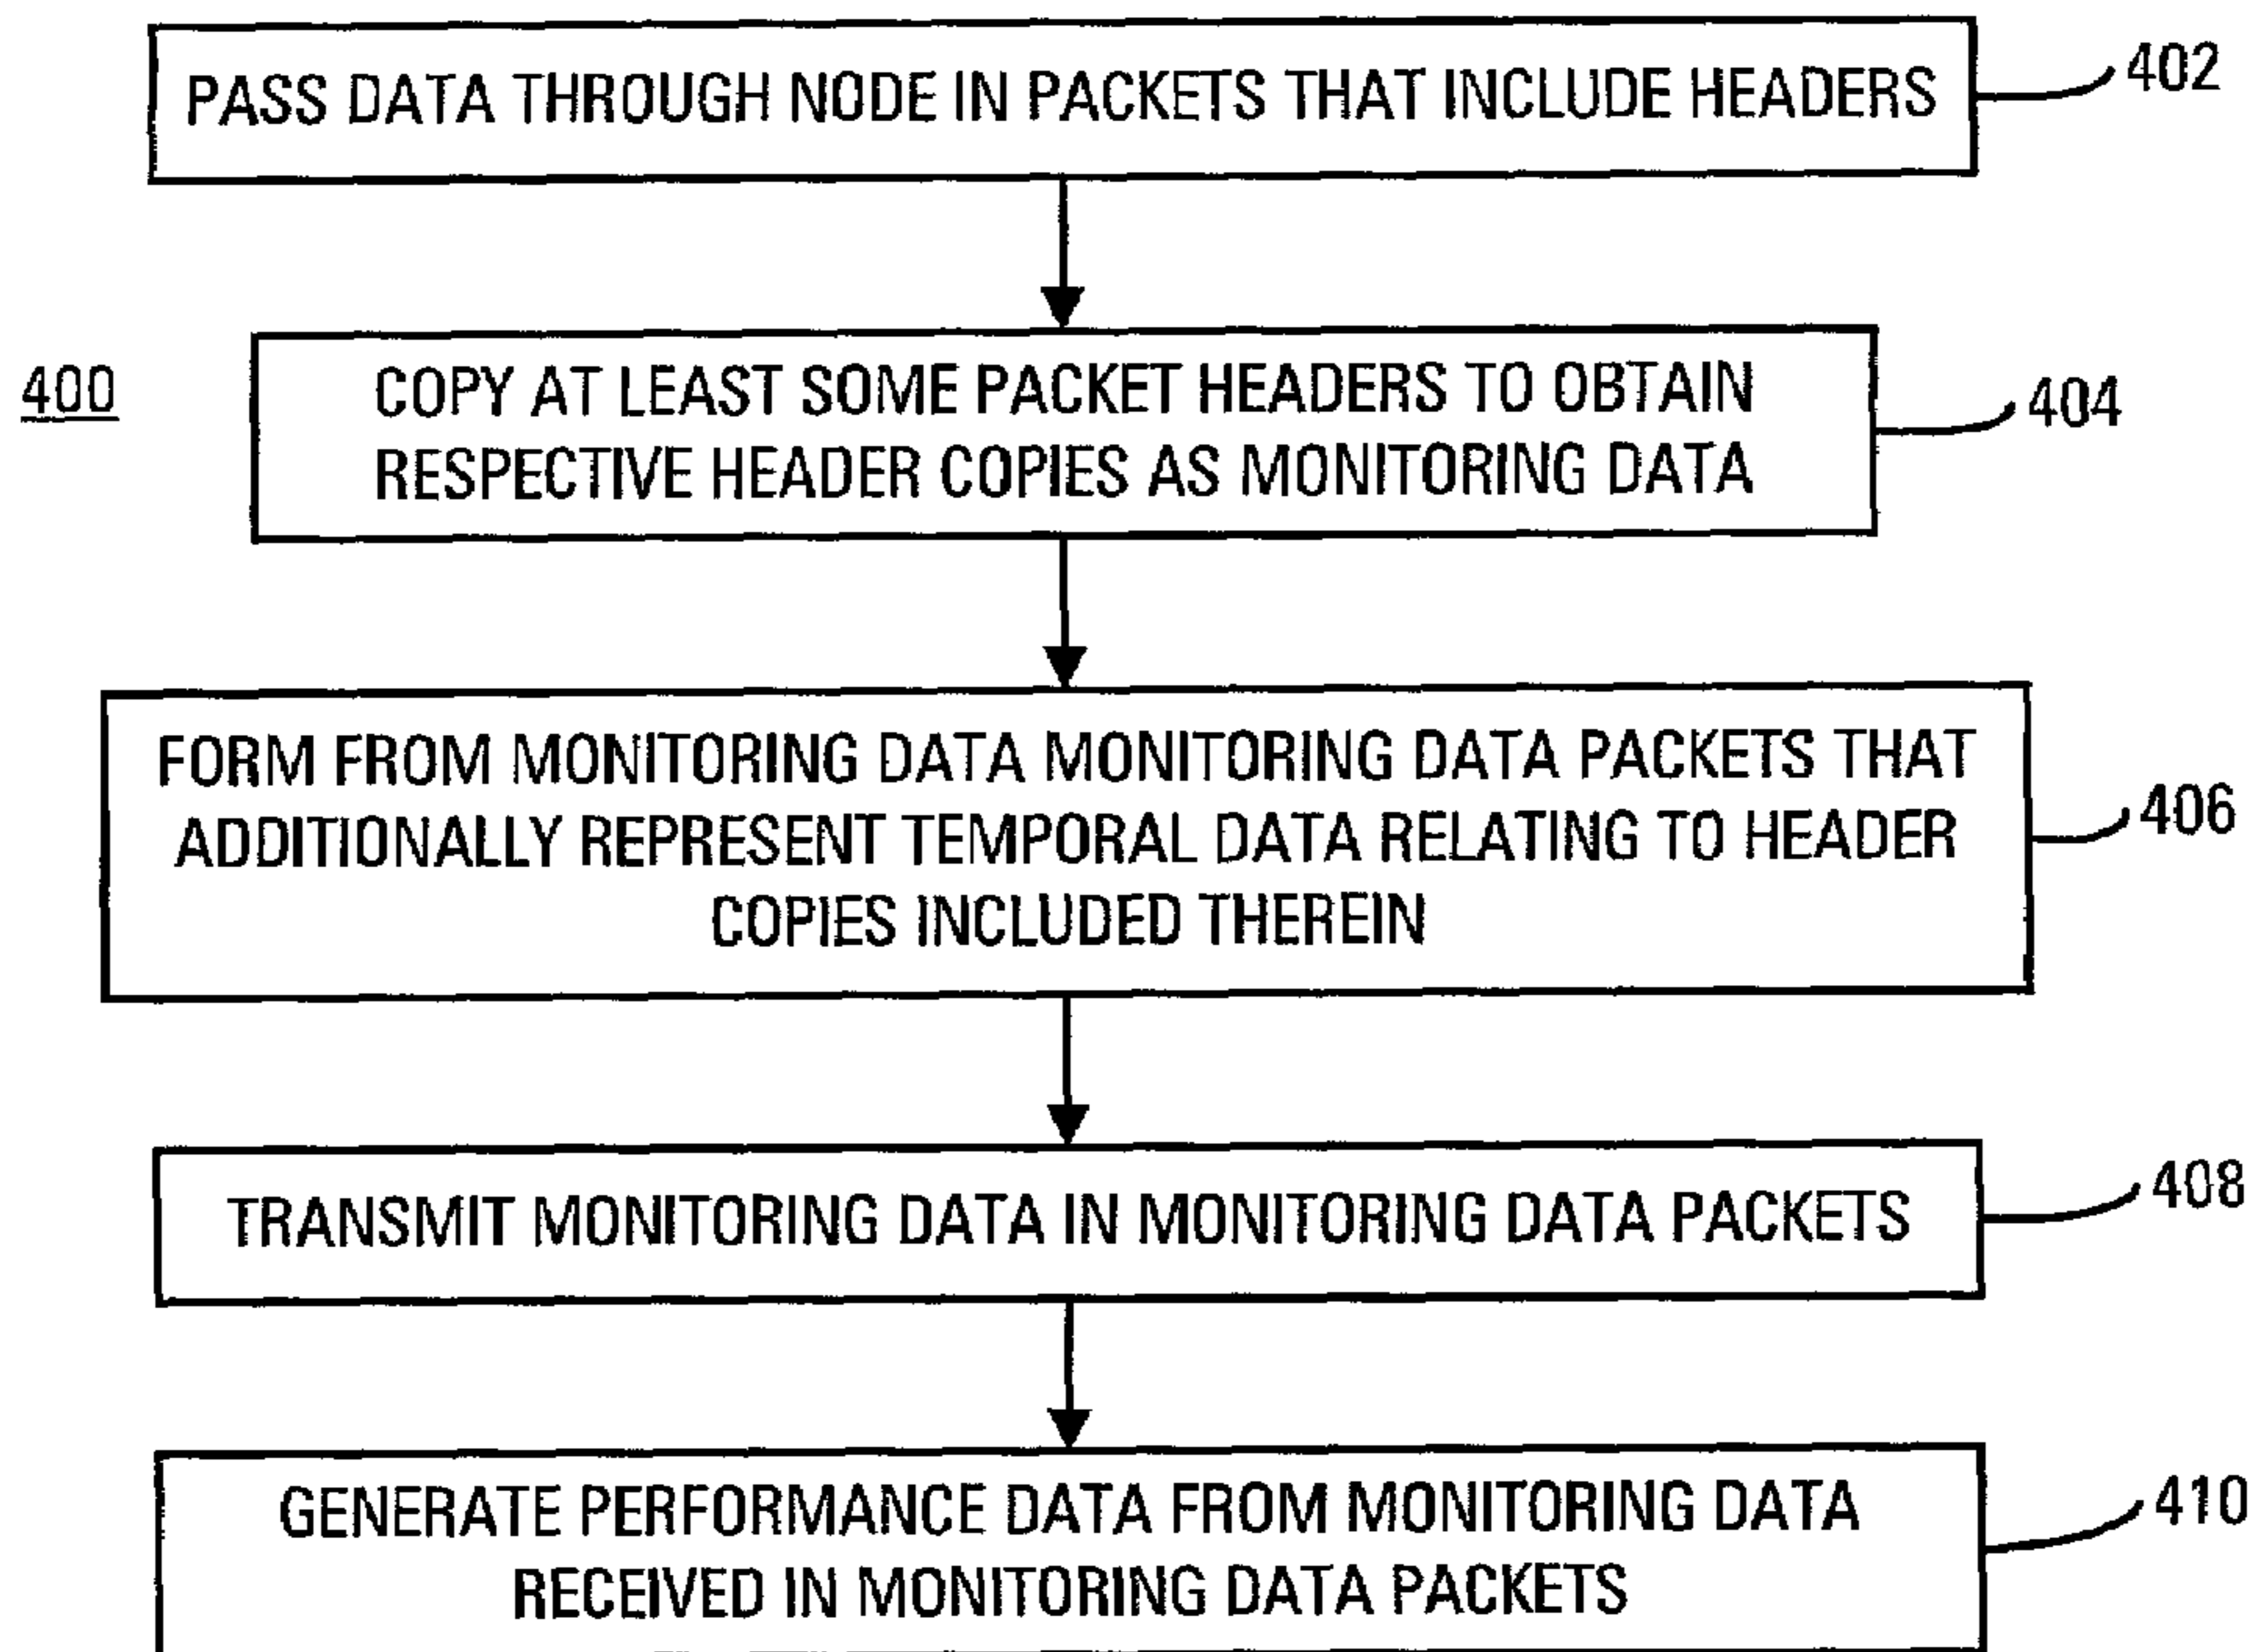 PASS DATA THROUGH NODE IN PACKETS THAT INCLUDE HEADERS
402
400
COPY AT LEAST SOME PACKET HEADERS TO OBTAIN
RESPECTIVE HEADER COPIES AS MONITORING DATA
404
FORM FROM MONITORING DATA MONITORING DATA PACKETS THAT
ADDITIONALLY REPRESENT TEMPORAL DATA RELATING TO HEADER
COPIES INCLUDED THEREIN
406
TRANSMIT MONITORING DATA IN MONITORING DATA PACKETS
408
GENERATE PERFORMANCE DATA FROM MONITORING DATA
RECEIVED IN MONITORING DATA PACKETS
410